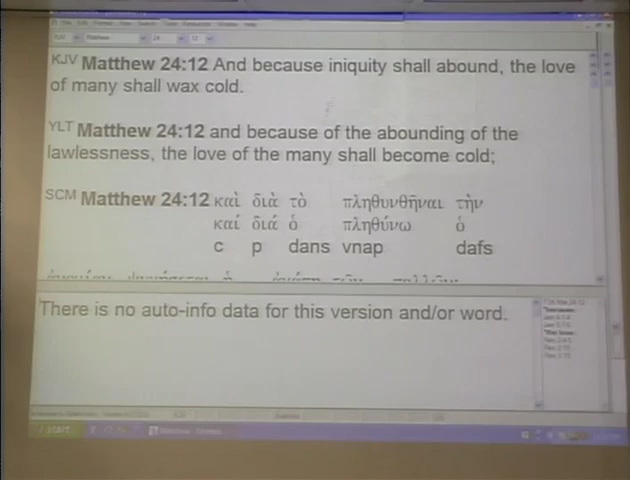 KJV Matthew 24:12 And because iniquity shall abound, the love
of many shall wax cold.
YLT Matthew 24:12 and because of the abounding of the
lawlessness, the love of the many shall become cold;
SCM Matthew 24:12 καὶ διὰ τὸ πληθυνθῆναι τὴν
καί διά ὁ πληθύνω ὁ
c p dans vnap dafs
There is no auto-info data for this version and/or word.
start